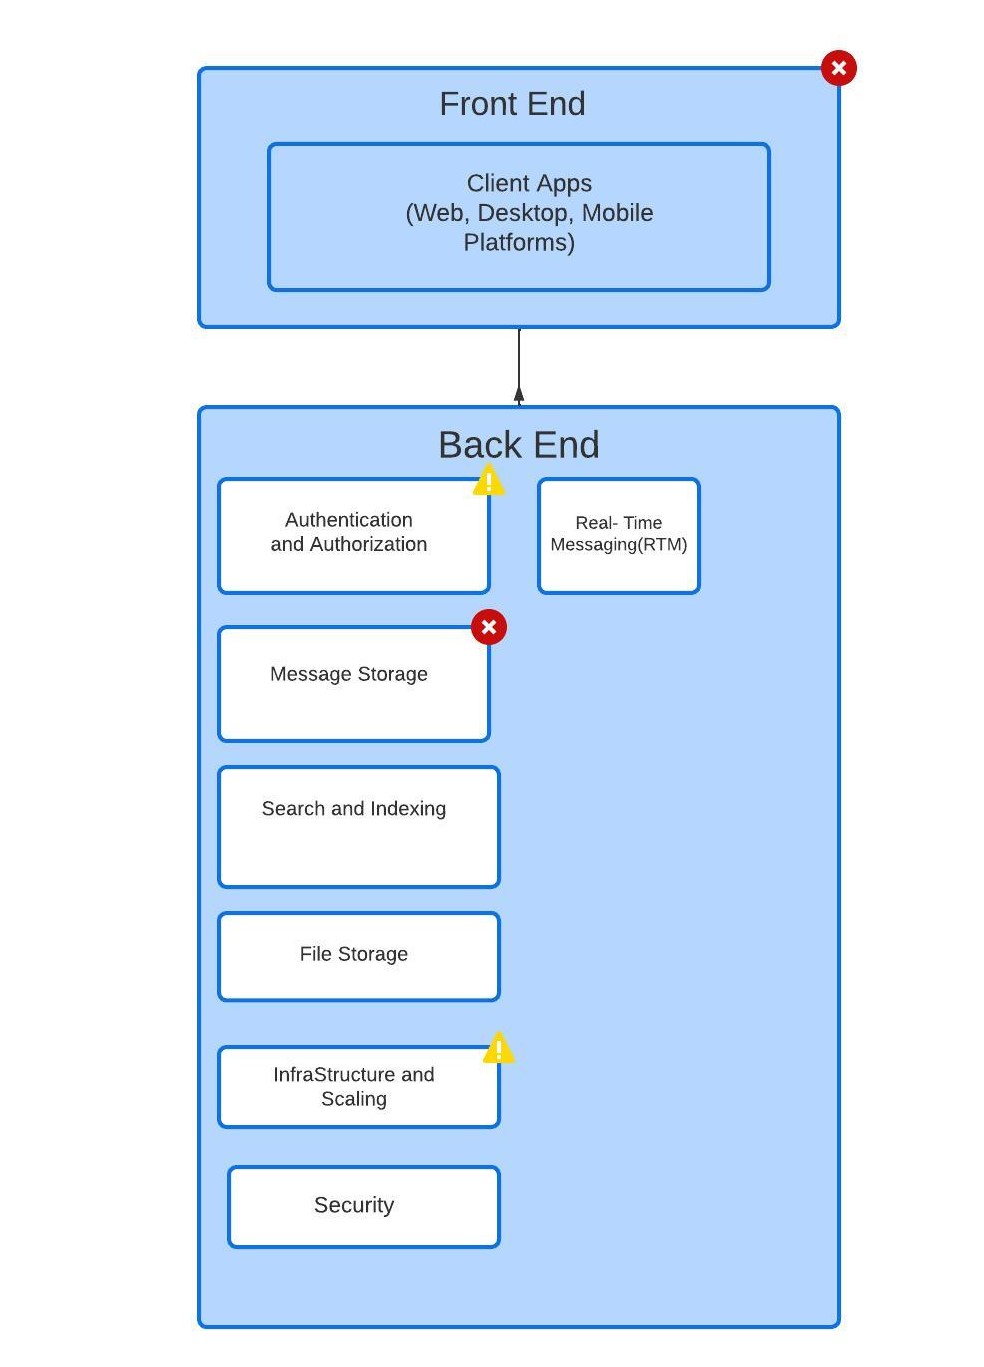 Front End
Client Apps
(Web, Desktop, Mobile
Platforms)
Back End
Authentication
and Authorization
Real- Time
Messaging(RTM)
Message Storage
Search and Indexing
File Storage
InfraStructure and
Scaling
Security